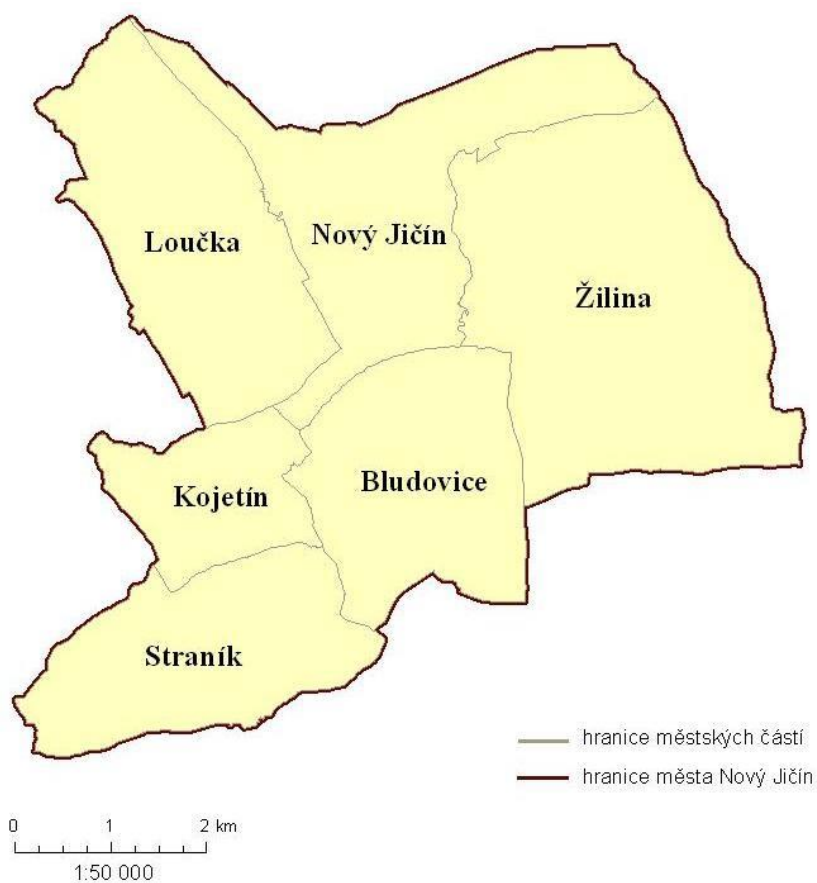 Loučka
Nový Jičín
Žilina
Kojetín
Bludovice
Straník
hranice městských částí
hranice města Nový Jičín
0 1 2 km
1:50 000